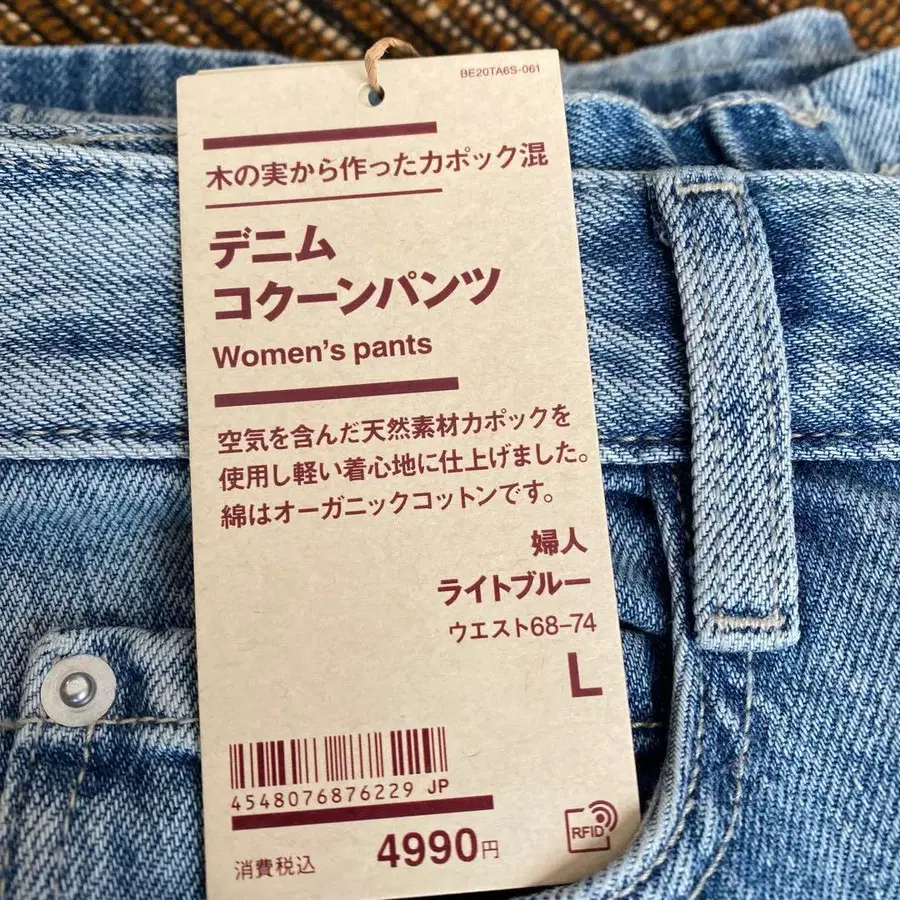 BE20TA6S-061
木の実から作ったカポック混
デニム
コクーンパンツ
Women's pants
空気を含んだ天然素材カポックを
使用し軽い着心地に仕上げました。
綿はオーガニックコットンです。
婦人
ライトブルー
ウエスト68-74
L
4548076876229 JP
消費税込 4990円
RFID